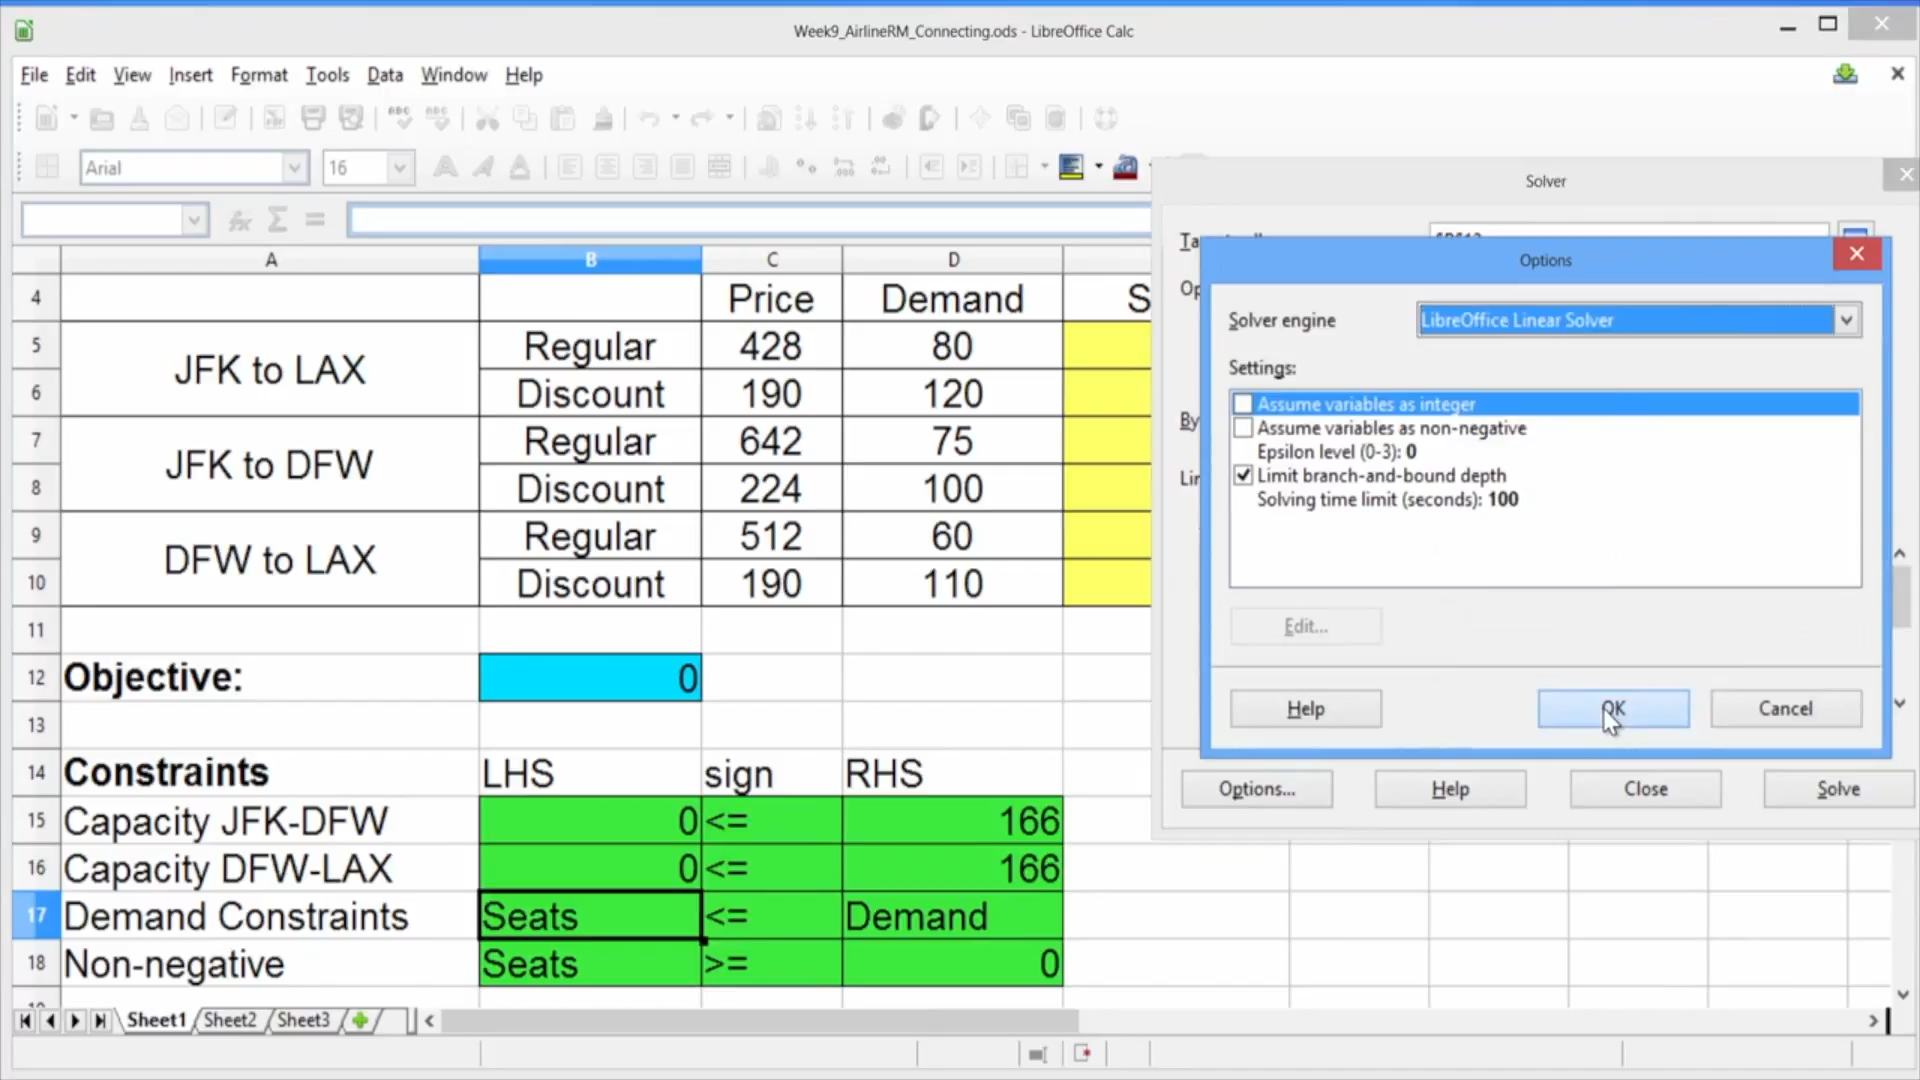 Week9_AirlineRM_Connecting.ods - LibreOffice Calc
File Edit View Insert Format Tools Data Window Help
Arial 16
Solver
A B C D
Options
4 Price Demand S
Solver engine LibreOffice Linear Solver
5 JFK to LAX Regular 428 80
Settings:
6 Discount 190 120
Assume variables as integer
7 JFK to DFW Regular 642 75
By
Assume variables as non-negative
Epsilon level (0-3): 0
8 Discount 224 100
Limit branch-and-bound depth
Solving time limit (seconds): 100
9 DFW to LAX Regular 512 60
10 Discount 190 110
11
Edit...
12 Objective: 0
Help OK Cancel
13
14 Constraints LHS sign RHS
Options... Help Close Solve
15 Capacity JFK-DFW 0 <= 166
16 Capacity DFW-LAX 0 <= 166
17 Demand Constraints Seats <= Demand
18 Non-negative Seats >= 0
Sheet1 Sheet2 Sheet3